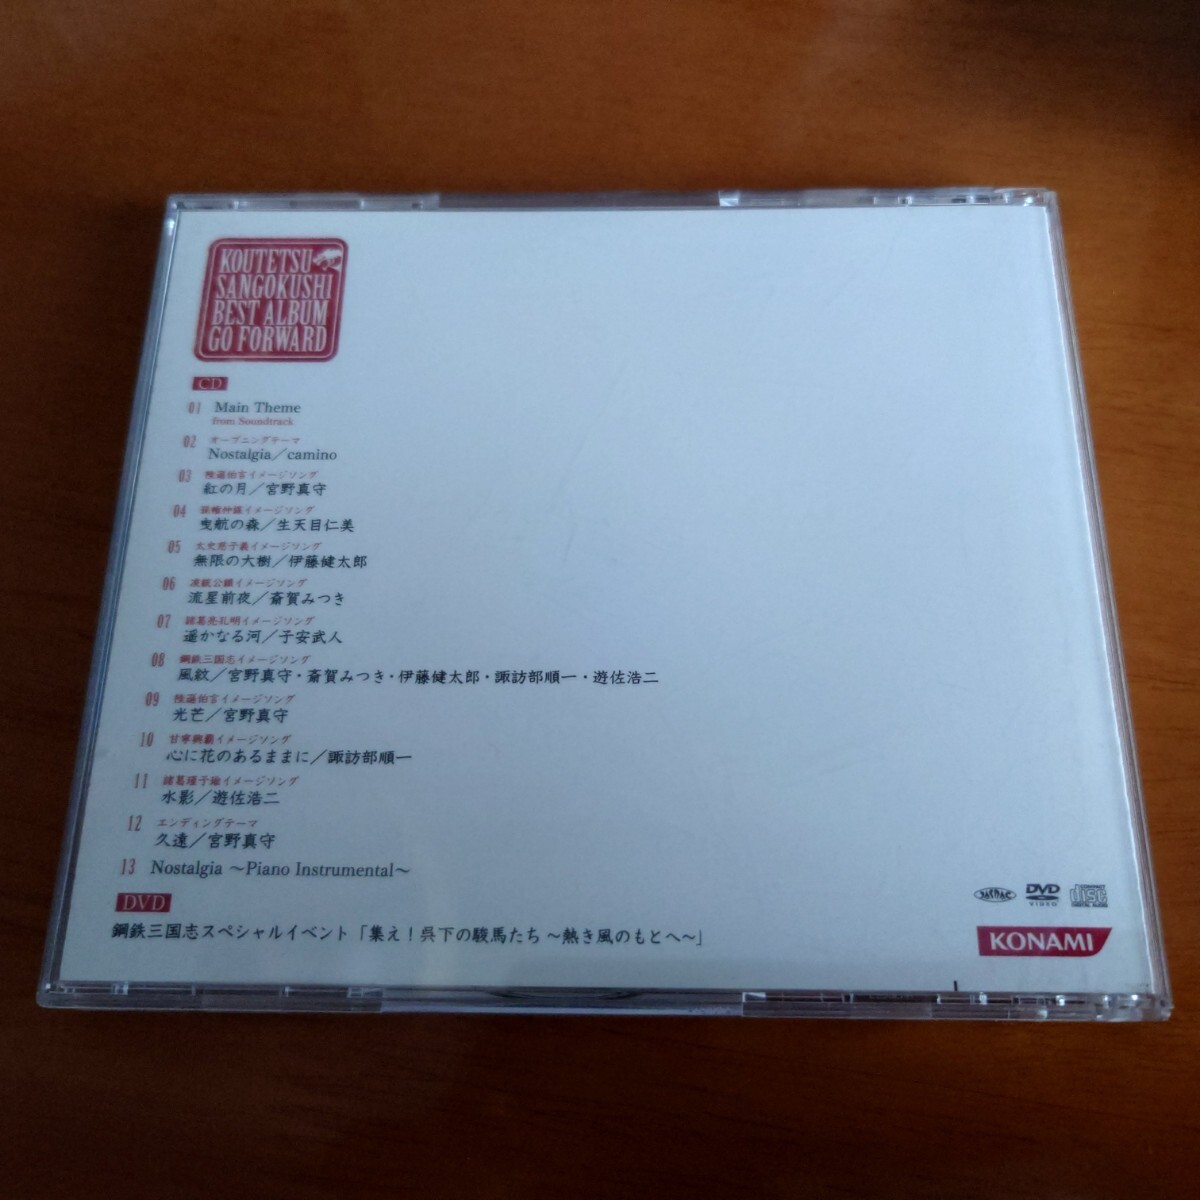 KOUTETSU
SANGOKUSHI
BEST ALBUM
GO FORWARD
CD
01 Main Theme
from Soundtrack
02 オープニングテーマ
Nostalgia／camino
03 陸遜伯言イメージソング
紅の月／宮野真守
04 孫権仲謀イメージソング
曳航の森／生天目仁美
05 太史慈子義イメージソング
無限の大樹／伊藤健太郎
06 凌統公績イメージソング
流星前夜／斎賀みつき
07 諸葛亮孔明イメージソング
遥かなる河／子安武人
08 鋼鉄三国志イメージソング
風紋／宮野真守・斎賀みつき・伊藤健太郎・諏訪部順一・遊佐浩二
09 陸遜伯言イメージソング
光芒／宮野真守
10 甘寧興覇イメージソング
心に花のあるままに／諏訪部順一
11 諸葛瑾子瑜イメージソング
水影／遊佐浩二
12 エンディングテーマ
久遠／宮野真守
13 Nostalgia ～Piano Instrumental～
DVD
鋼鉄三国志スペシャルイベント「集え！呉下の駿馬たち ～熱き風のもとへ～」
JASRAC
DVD
VIDEO
disc
DIGITAL AUDIO
KONAMI